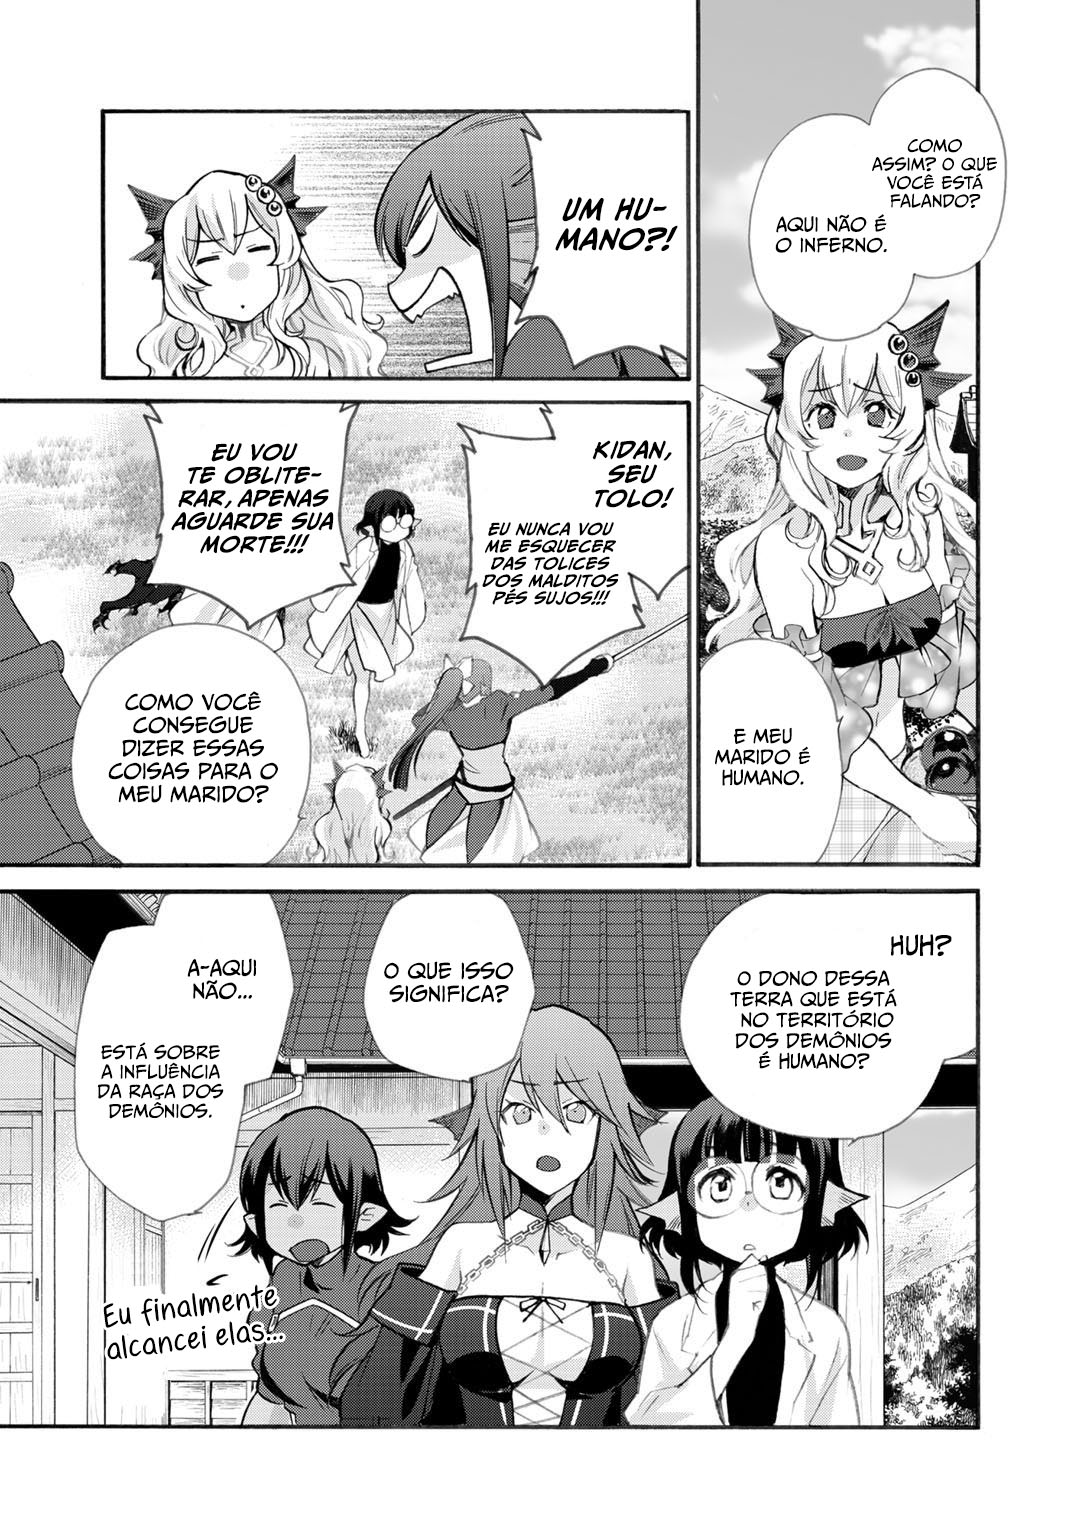 COMO
ASSIM? O QUE
VOCÊ ESTÁ
FALANDO?
AQUI NÃO É
O INFERNO.
E MEU
MARIDO É
HUMANO.
UM HU-
MANO?!
KIDAN,
SEU
TOLO!
EU NUNCA VOU
ME ESQUECER
DAS TOLICES
DOS MALDITOS
PÉS SUJOS!!!
EU VOU
TE OBLITE-
RAR, APENAS
AGUARDE SUA
MORTE!!!
COMO VOCÊ
CONSEGUE
DIZER ESSAS
COISAS PARA O
MEU MARIDO?
HUH?
O DONO DESSA
TERRA QUE ESTÁ
NO TERRITÓRIO
DOS DEMÔNIOS
É HUMANO?
O QUE ISSO
SIGNIFICA?
A-AQUI
NÃO...
ESTÁ SOBRE
A INFLUÊNCIA
DA RAÇA DOS
DEMÔNIOS.
Eu finalmente
alcancei elas...